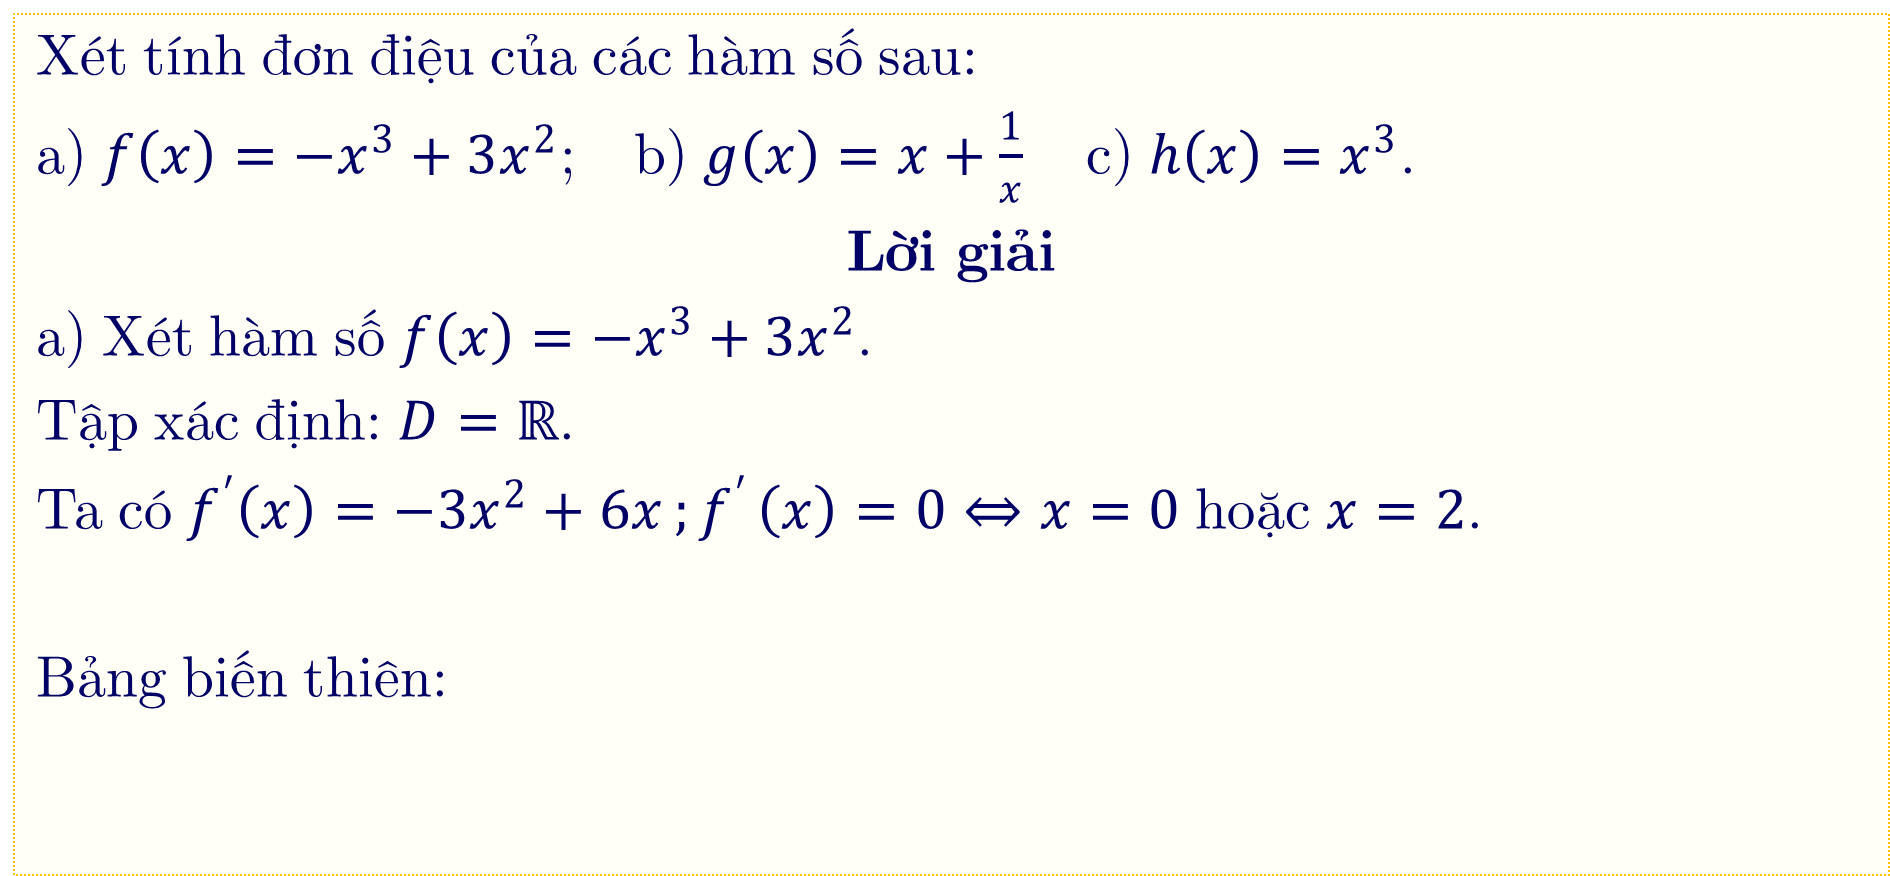 Xét tính đơn điệu của các hàm số sau:
a) f(x) = −x³ + 3x²; b) g(x) = x + 1/x c) h(x) = x³.
Lời giải
a) Xét hàm số f(x) = −x³ + 3x².
Tập xác định: D = ℝ.
Ta có f′(x) = −3x² + 6x ; f′(x) = 0 ⇔ x = 0 hoặc x = 2.
Bảng biến thiên: